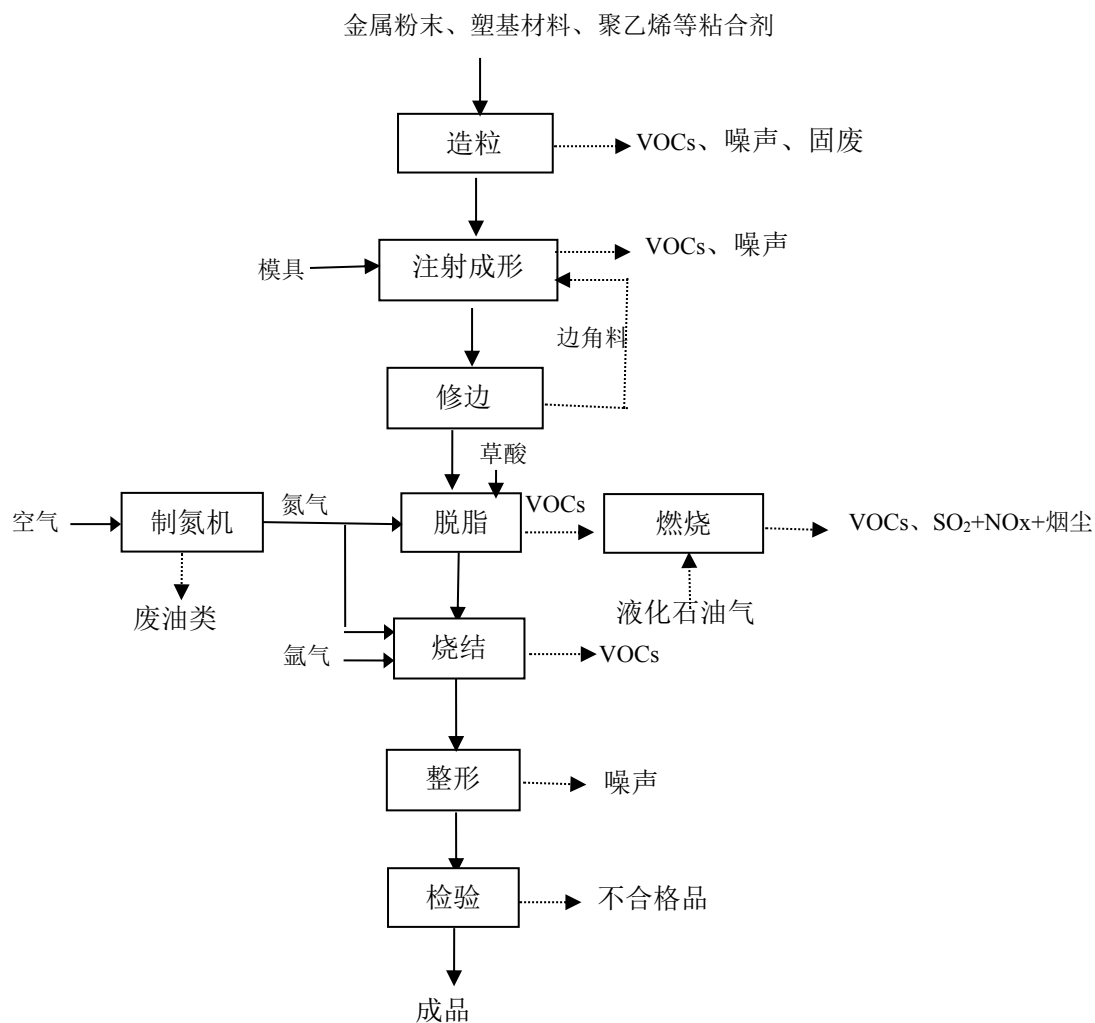 金属粉末、塑基材料、聚乙烯等粘合剂
造粒
VOCs、噪声、固废
VOCs、噪声
模具
注射成形
边角料
修边
草酸
空气
制氮机
氮气
脱脂
VOCs
燃烧
VOCs、SO₂+NOx+烟尘
废油类
液化石油气
氩气
烧结
VOCs
整形
噪声
检验
不合格品
成品